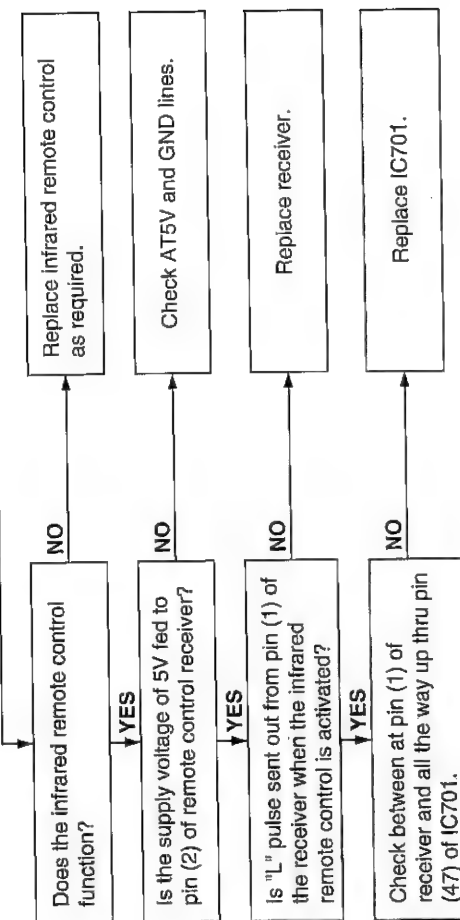 Does the infrared remote control
function?
NO
Replace infrared remote control
as required.
YES
Is the supply voltage of 5V fed to
pin (2) of remote control receiver?
NO
Check AT5V and GND lines.
YES
Is "L" pulse sent out from pin (1) of
the receiver when the infrared
remote control is activated?
NO
Replace receiver.
YES
Check between at pin (1) of
receiver and all the way up thru pin
(47) of IC701.
NO
Replace IC701.